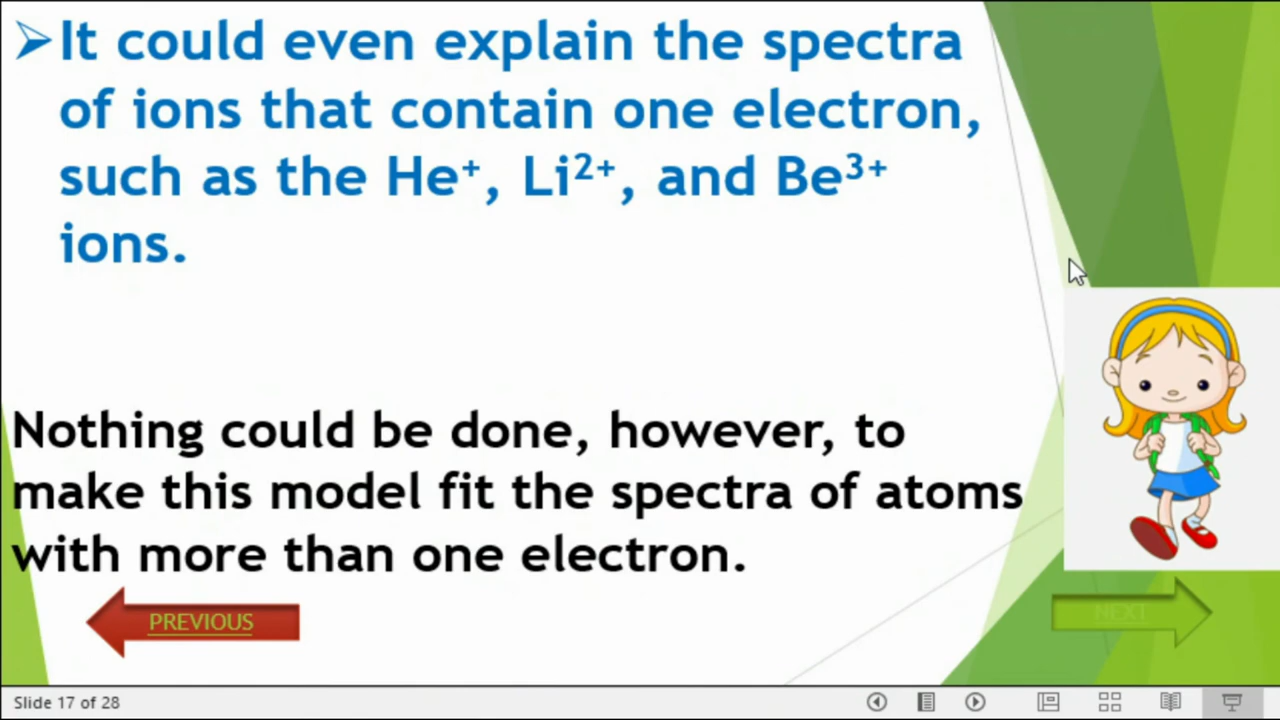 ➢It could even explain the spectra
of ions that contain one electron,
such as the He⁺, Li²⁺, and Be³⁺
ions.
Nothing could be done, however, to
make this model fit the spectra of atoms
with more than one electron.
PREVIOUS
NEXT
Slide 17 of 28